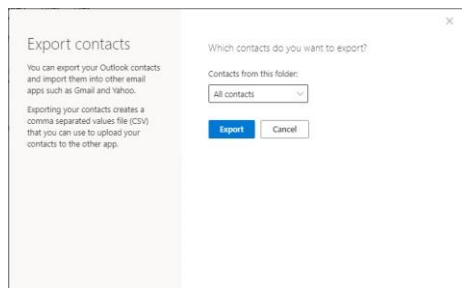 Export contacts
You can export your Outlook contacts
and import them into other email
apps such as Gmail and Yahoo.
Exporting your contacts creates a
comma separated values file (CSV)
that you can use to upload your
contacts to the other app.
Which contacts do you want to export?
Contacts from this folder:
All contacts
Export Cancel